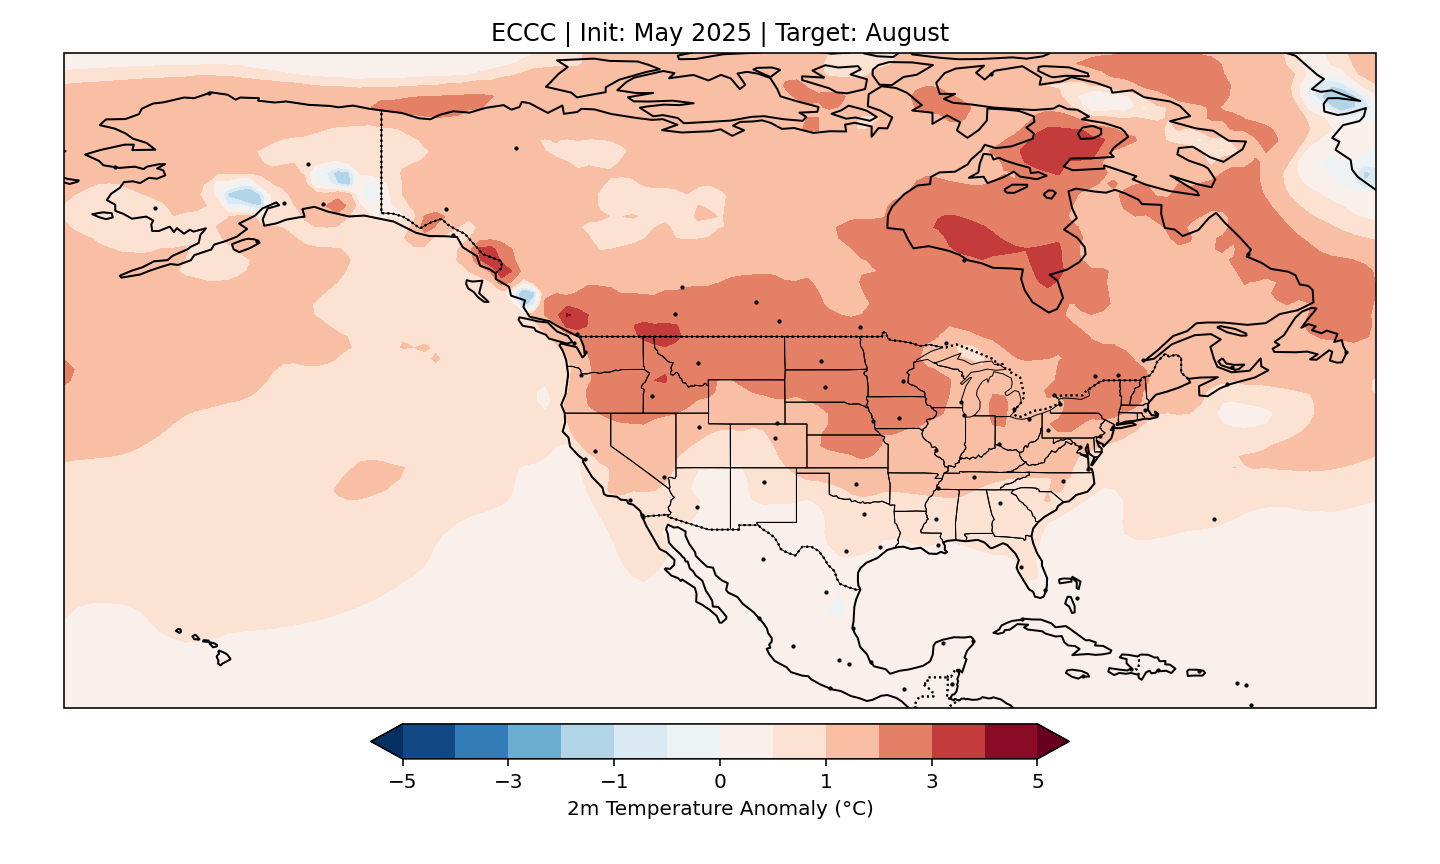 ECCC | Init: May 2025 | Target: August
−5 −3 −1 0 1 3 5
2m Temperature Anomaly (°C)